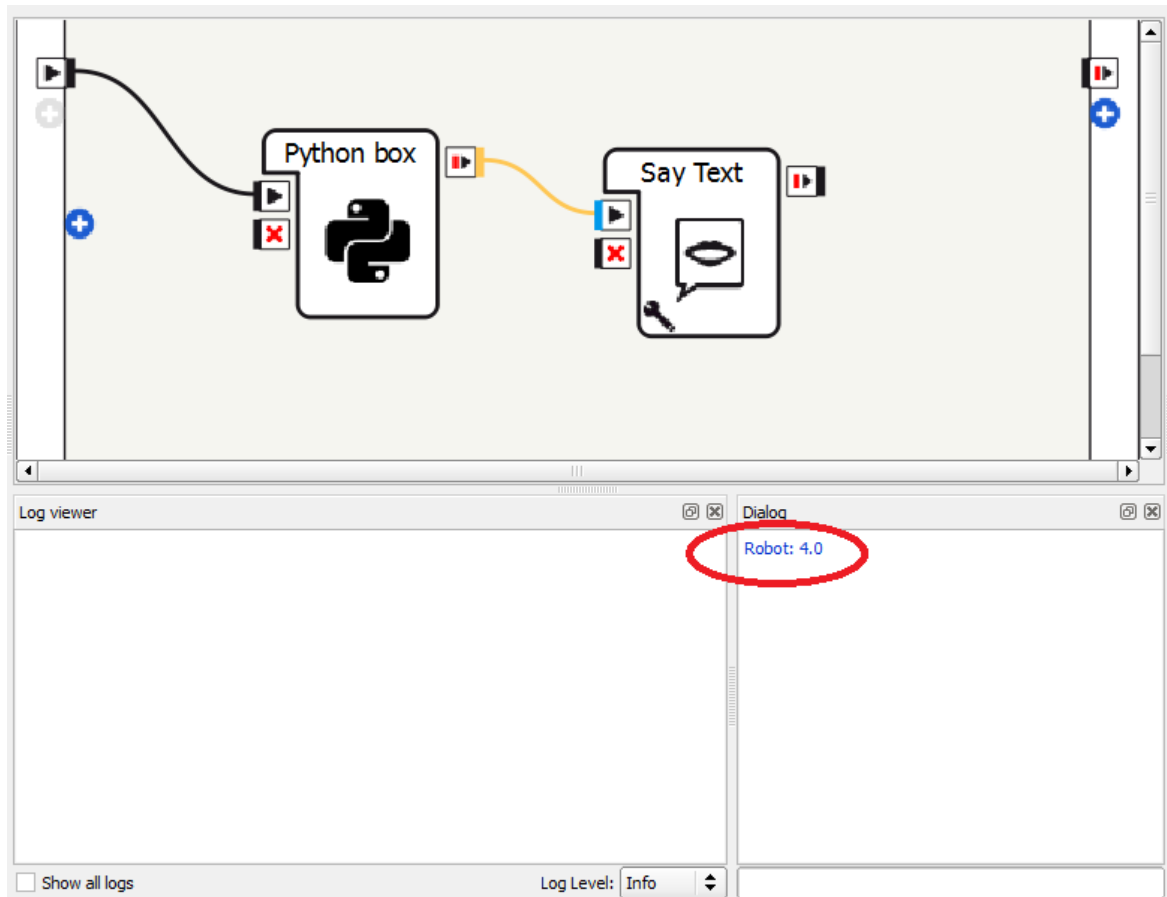 Python box
Say Text
Log viewer
Dialog
Robot: 4.0
Show all logs
Log Level: Info